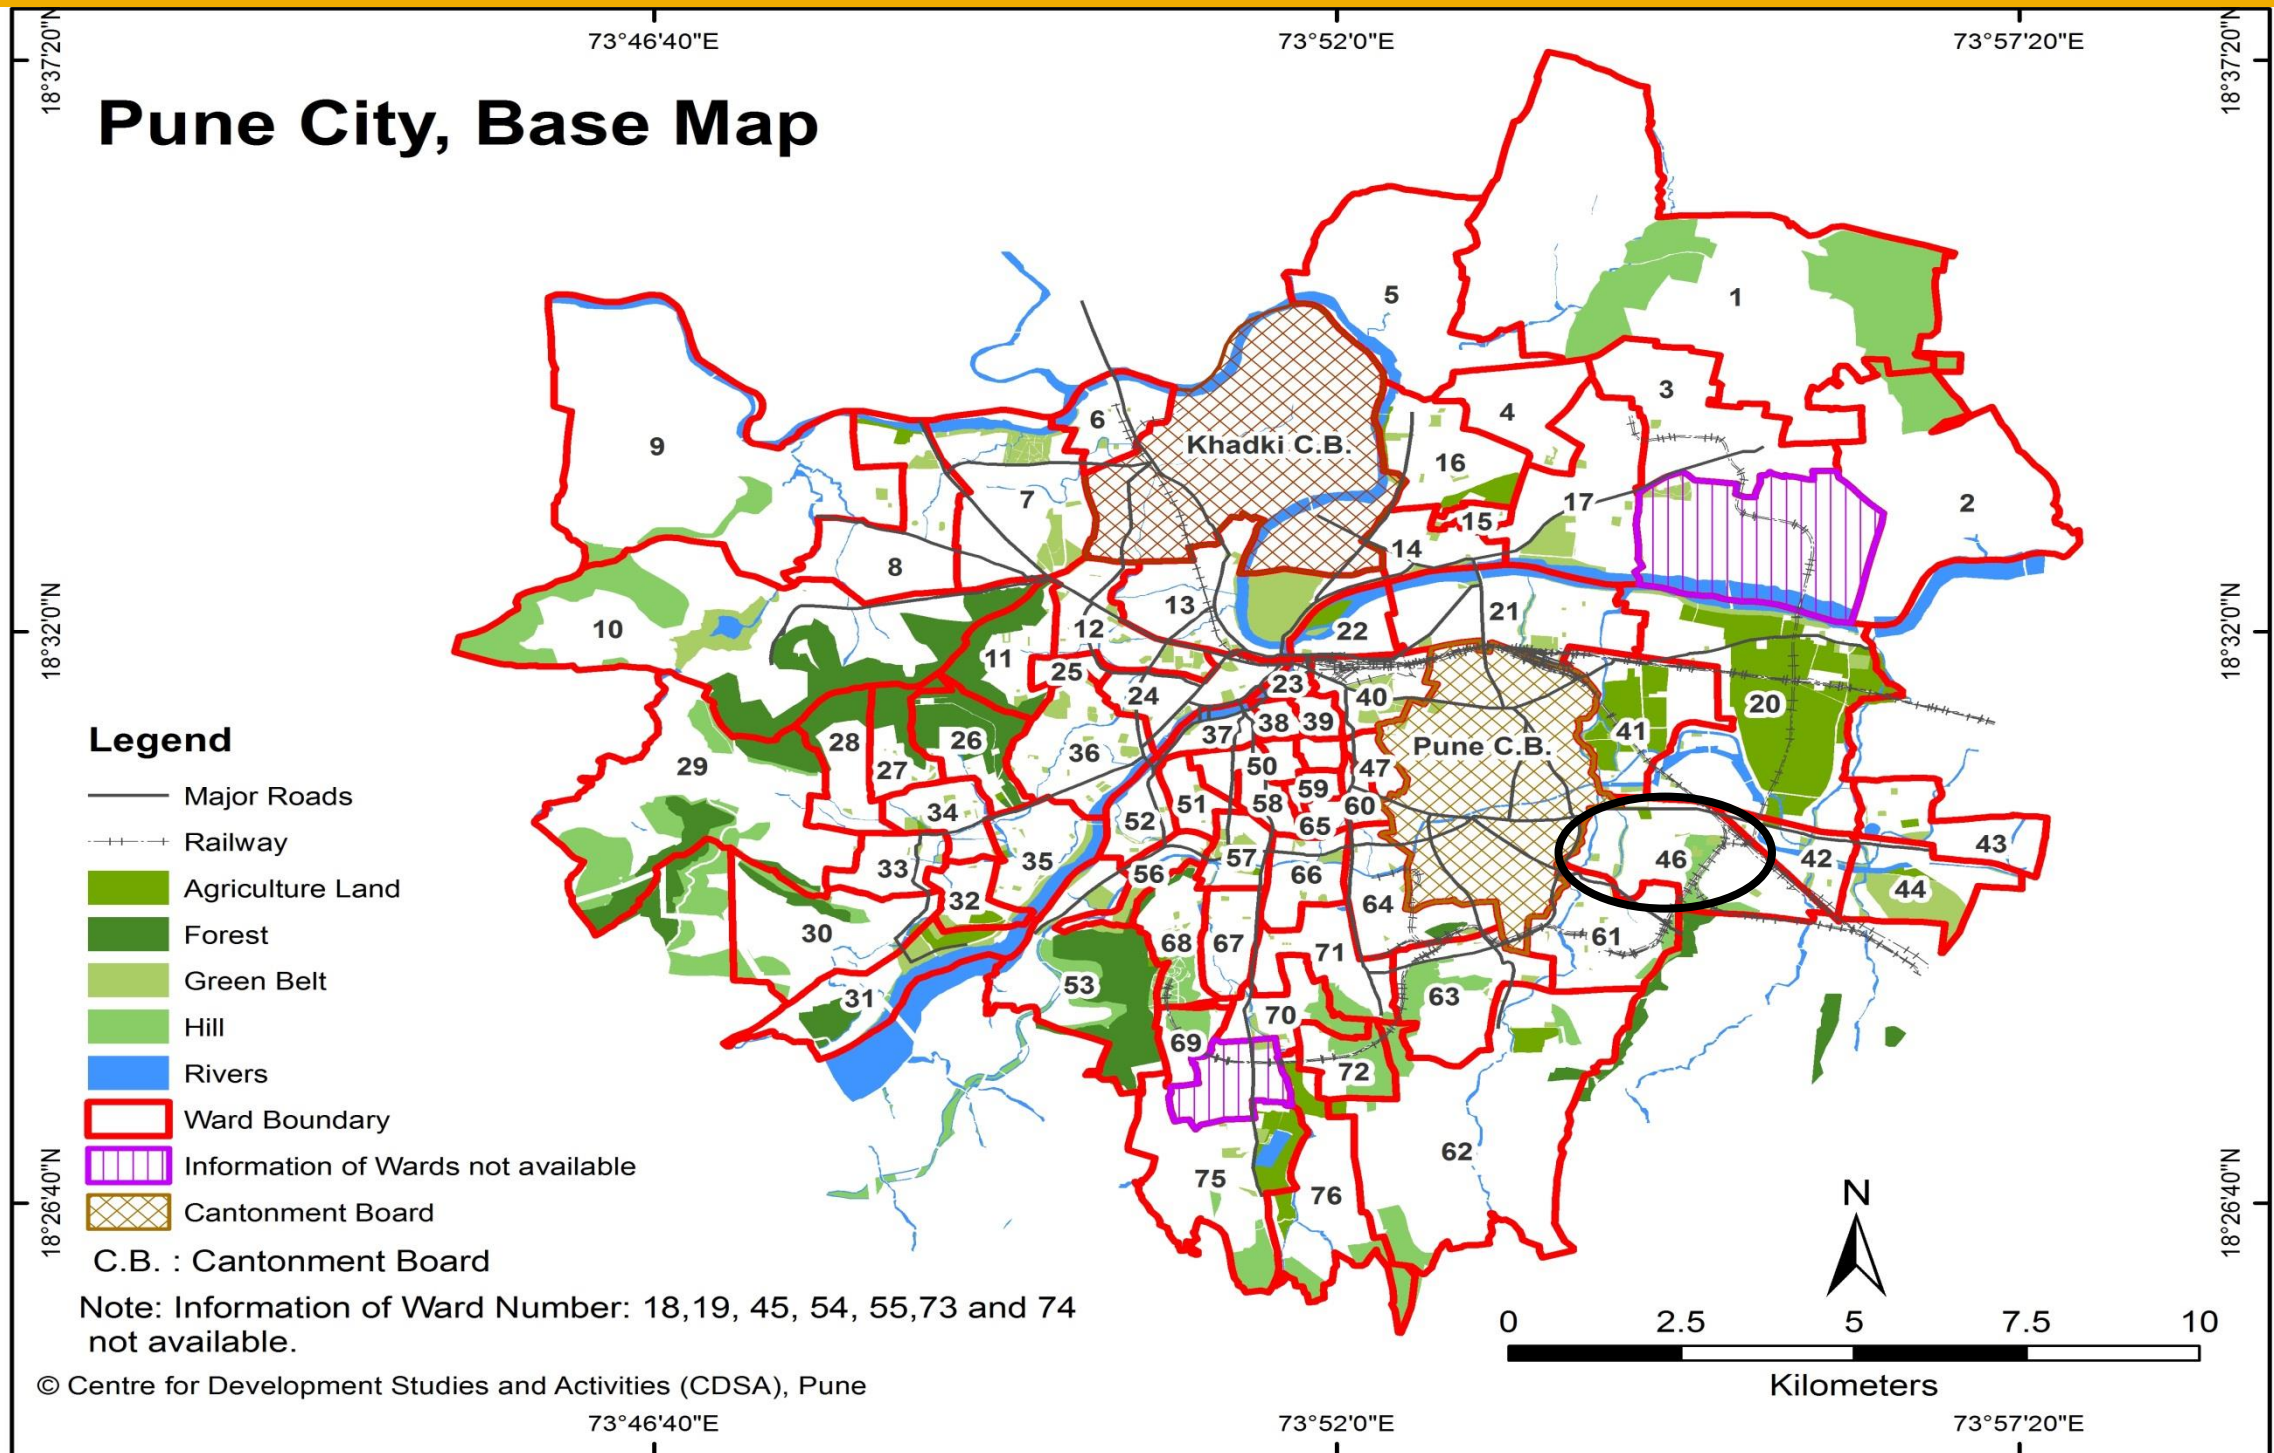 73°46'40"E
73°52'0"E
73°57'20"E
18°37'20"N
18°37'20"N
Pune City, Base Map
5
1
3
4
6
9
Khadki C.B.
16
7
17
2
15
14
8
13
21
10
12
22
11
25
23
24
40
20
38
39
37
41
28
26
Pune C.B.
36
29
27
50
47
59
51
58
60
34
52
65
43
35
57
46
42
33
56
66
44
32
64
30
61
68
67
71
53
63
31
70
69
72
62
75
76
18°32'0"N
18°32'0"N
Legend
Major Roads
Railway
Agriculture Land
Forest
Green Belt
Hill
Rivers
Ward Boundary
Information of Wards not available
Cantonment Board
C.B. : Cantonment Board
Note: Information of Ward Number: 18,19, 45, 54, 55,73 and 74
not available.
© Centre for Development Studies and Activities (CDSA), Pune
18°26'40"N
18°26'40"N
N
0 2.5 5 7.5 10
Kilometers
73°46'40"E
73°52'0"E
73°57'20"E